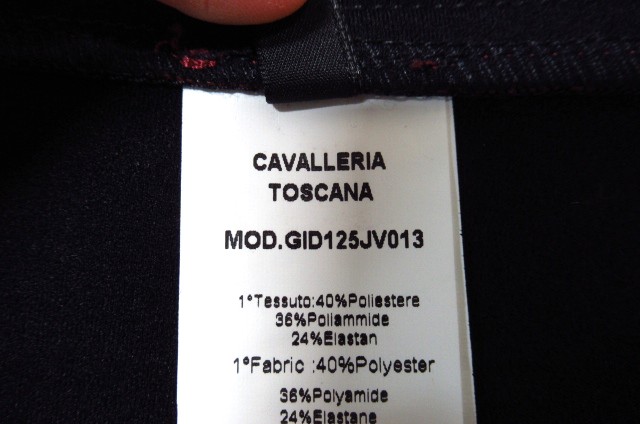 CAVALLERIA
TOSCANA
MOD.GID125JV013
1°Tessuto:40%Poliestere
36%Poliammide
24%Elastan
1°Fabric :40%Polyester
36%Polyamide
24%Elastane